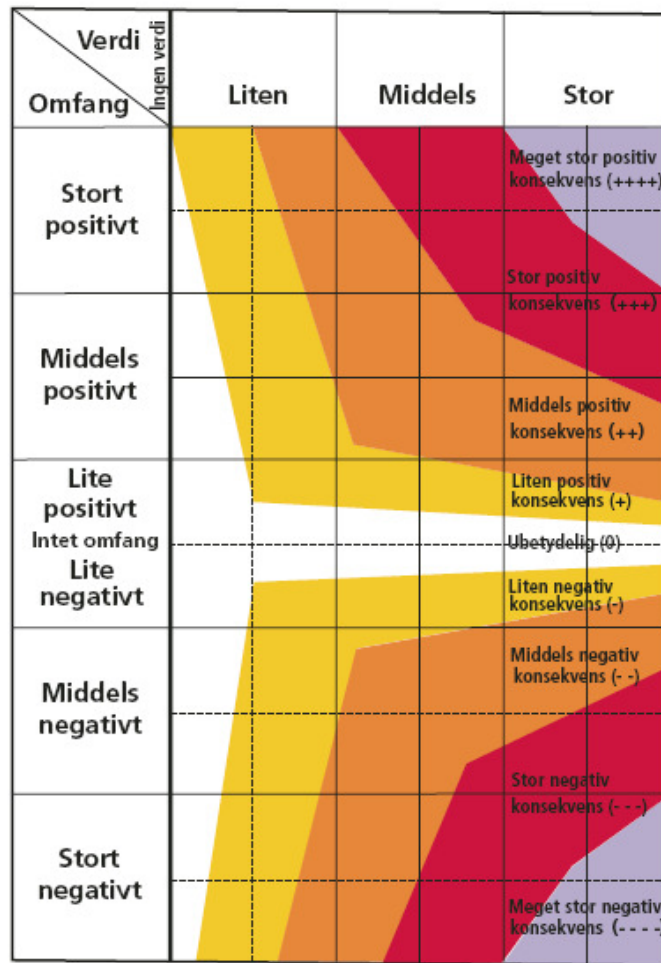 Verdi
Omfang
Ingen verdi
Liten
Middels
Stor
Stort
positivt
Meget stor positiv
konsekvens (++++)
Stor positiv
konsekvens (+++)
Middels
positivt
Middels positiv
konsekvens (++)
Lite
positivt
Liten positiv
konsekvens (+)
Intet omfang
Ubetydelig (0)
Lite
negativt
Liten negativ
konsekvens (-)
Middels
negativt
Middels negativ
konsekvens (- -)
Stor negativ
konsekvens (- - -)
Stort
negativt
Meget stor negativ
konsekvens (- - - -)